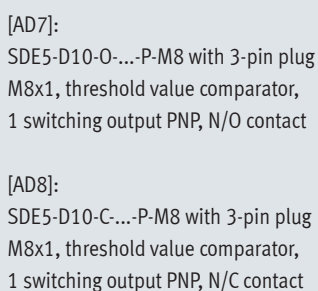 [AD7]:
SDE5-D10-O-...-P-M8 with 3-pin plug
M8x1, threshold value comparator,
1 switching output PNP, N/O contact
[AD8]:
SDE5-D10-C-...-P-M8 with 3-pin plug
M8x1, threshold value comparator,
1 switching output PNP, N/C contact